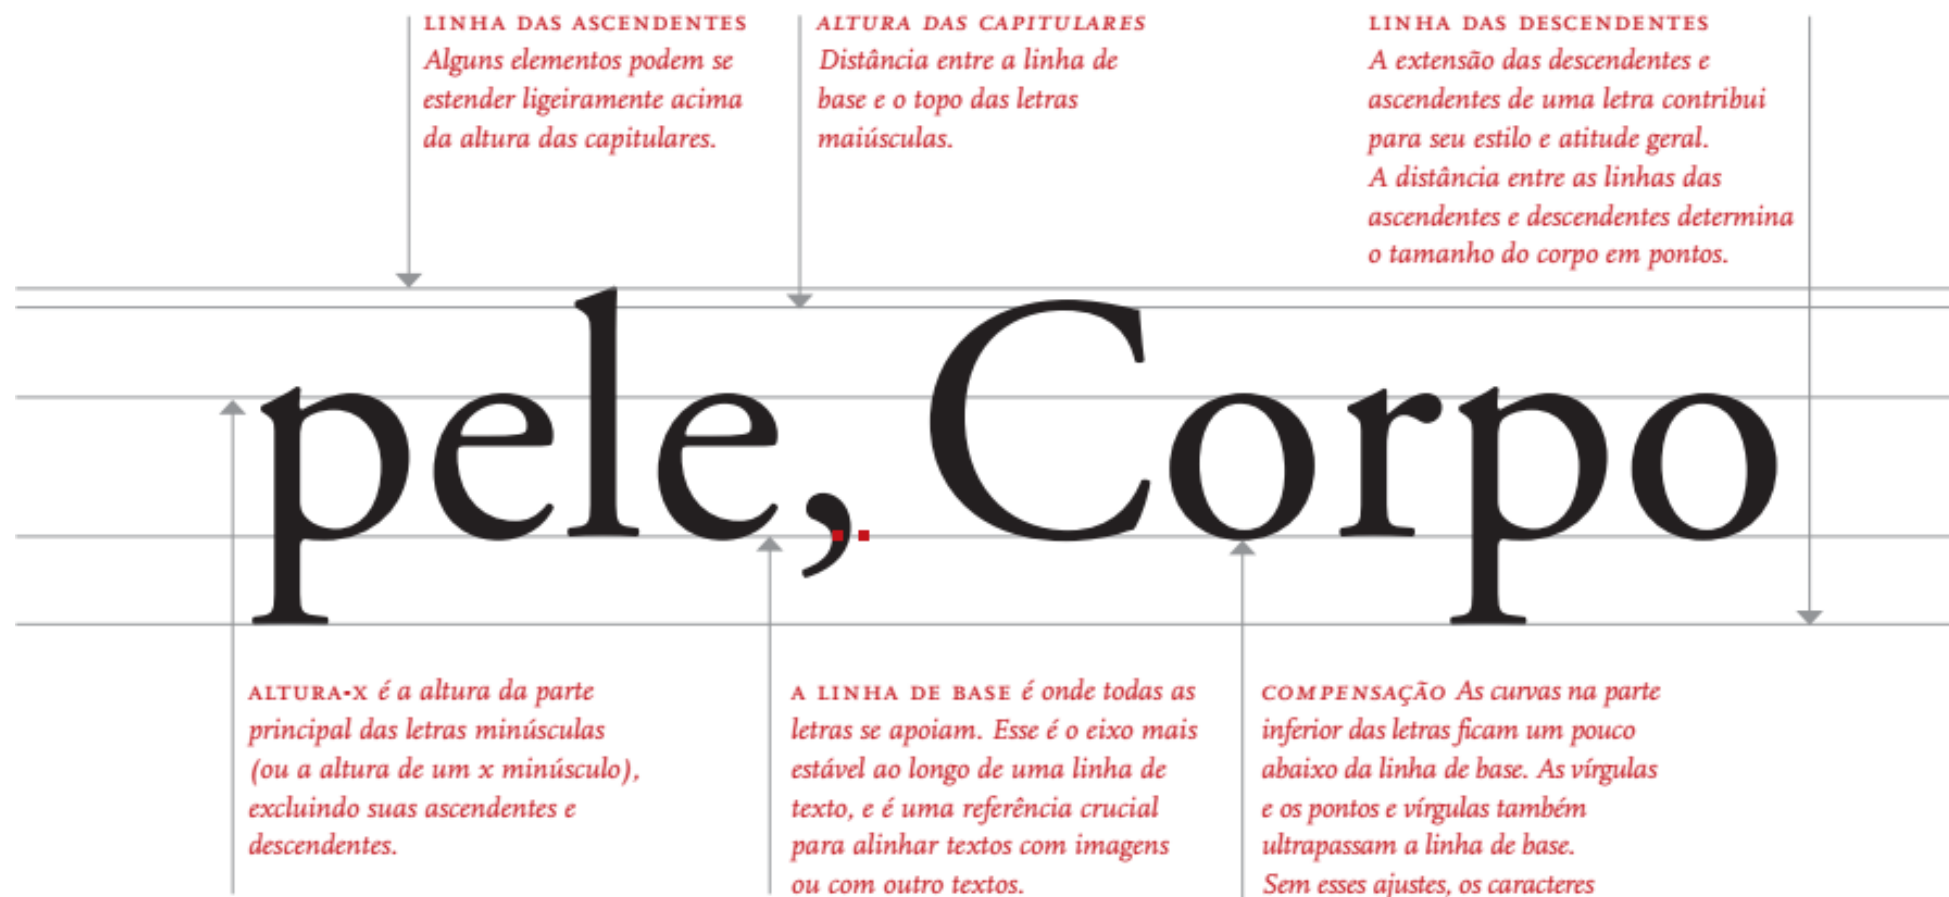 LINHA DAS ASCENDENTES
Alguns elementos podem se
estender ligeiramente acima
da altura das capitulares.
ALTURA DAS CAPITULARES
Distância entre a linha de
base e o topo das letras
maiúsculas.
LINHA DAS DESCENDENTES
A extensão das descendentes e
ascendentes de uma letra contribui
para seu estilo e atitude geral.
A distância entre as linhas das
ascendentes e descendentes determina
o tamanho do corpo em pontos.
pele, Corpo
ALTURA-X é a altura da parte
principal das letras minúsculas
(ou a altura de um x minúsculo),
excluindo suas ascendentes e
descendentes.
A LINHA DE BASE é onde todas as
letras se apoiam. Esse é o eixo mais
estável ao longo de uma linha de
texto, e é uma referência crucial
para alinhar textos com imagens
ou com outro textos.
COMPENSAÇÃO As curvas na parte
inferior das letras ficam um pouco
abaixo da linha de base. As vírgulas
e os pontos e vírgulas também
ultrapassam a linha de base.
Sem esses ajustes, os caracteres